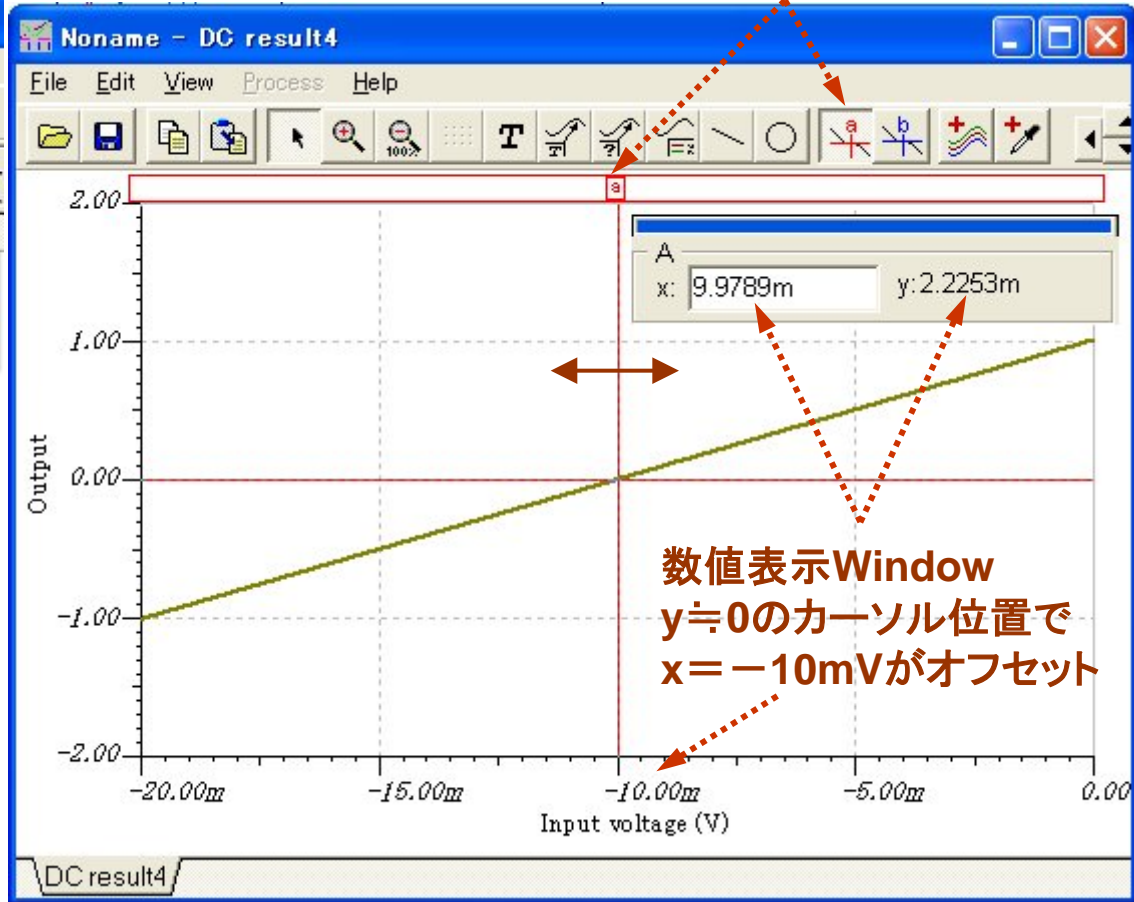 Noname - DC result4
File Edit View Process Help
100%
T
T
?
=x
a
b
a
2.00
1.00
0.00
-1.00
-2.00
Output
A
x: 9.9789m y:2.2253m
数値表示Window
y≒0のカーソル位置で
x=－10mVがオフセット
-20.00m -15.00m -10.00m -5.00m 0.00
Input voltage (V)
DC result4